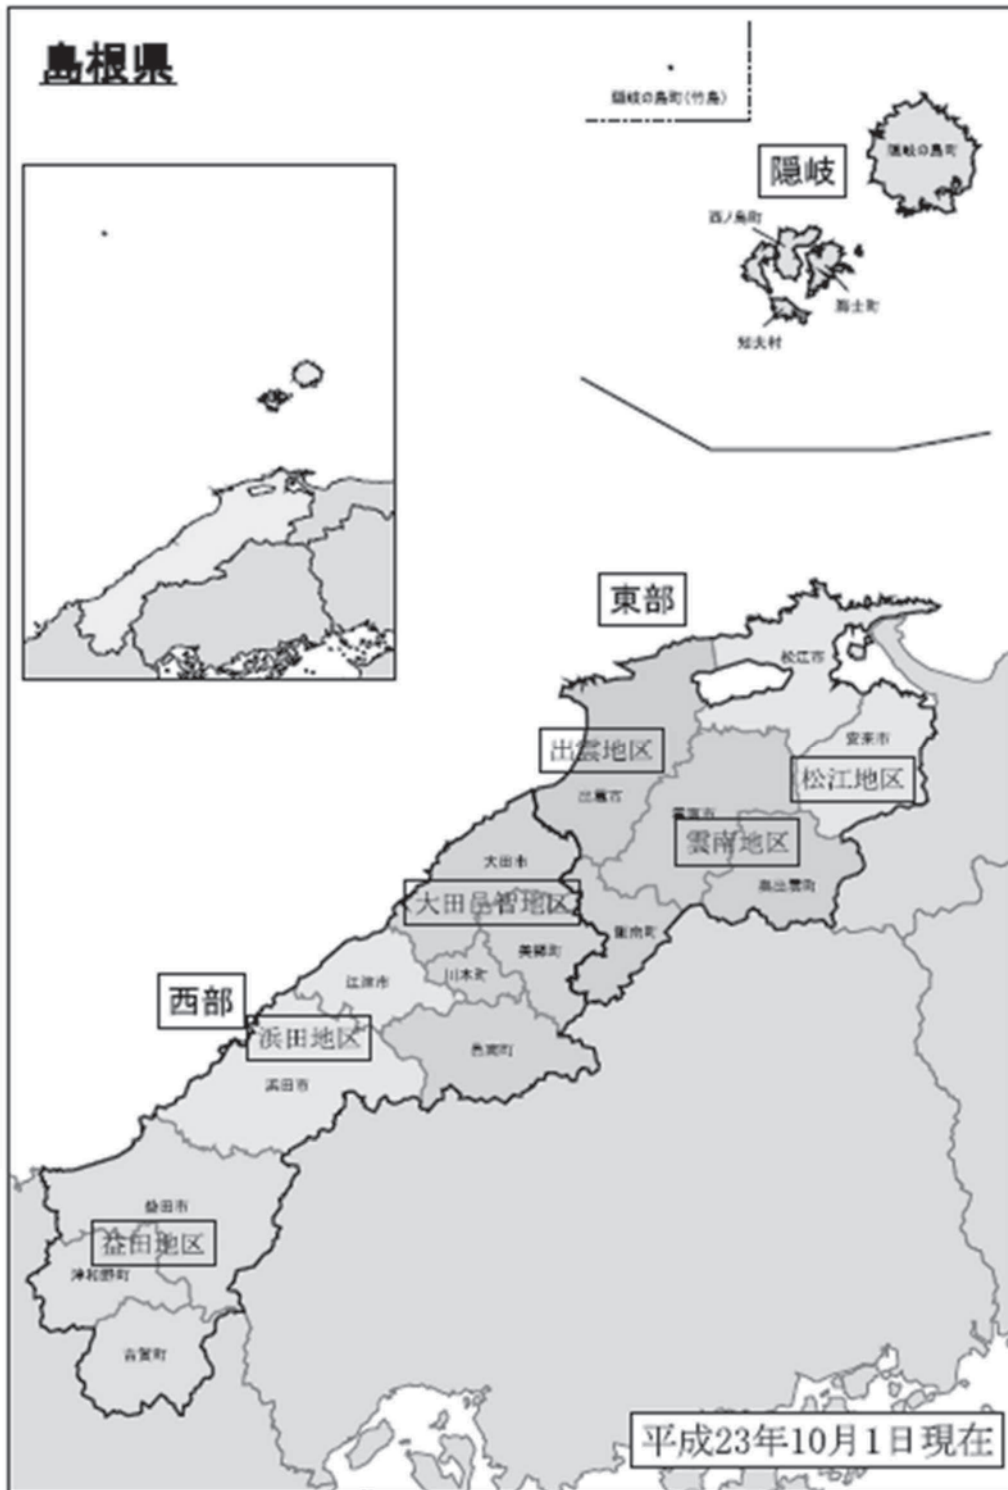 島根県
隠岐の島町(竹島)
隠岐
隠岐の島町
西ノ島町
海士町
知夫村
東部
松江市
安来市
出雲地区
松江地区
出雲市
雲南市
雲南地区
奥出雲町
大田市
大田邑智地区
飯南町
美郷町
川本町
江津市
西部
浜田地区
邑南町
浜田市
益田市
益田地区
津和野町
吉賀町
平成23年10月1日現在